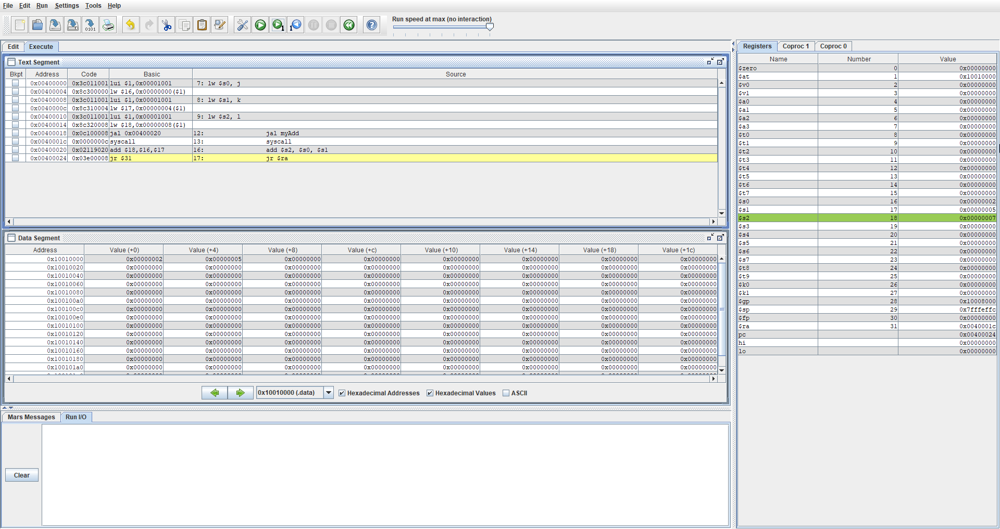 File Edit Run Settings Tools Help
Run speed at max (no interaction)
0101
1
1
?
Edit Execute
Text Segment
Bkpt Address Code Basic Source
0x00400000 0x3c011001 lui $1,0x00001001 7: lw $s0, j
0x00400004 0x8c300000 lw $16,0x00000000($1)
0x00400008 0x3c011001 lui $1,0x00001001 8: lw $s1, k
0x0040000c 0x8c310004 lw $17,0x00000004($1)
0x00400010 0x3c011001 lui $1,0x00001001 9: lw $s2, l
0x00400014 0x8c320008 lw $18,0x00000008($1)
0x00400018 0x0c100008 jal 0x00400020 12: jal myAdd
0x0040001c 0x0000000c syscall 13: syscall
0x00400020 0x02119020 add $18,$16,$17 16: add $s2, $s0, $s1
0x00400024 0x03e00008 jr $31 17: jr $ra
Data Segment
Address Value (+0) Value (+4) Value (+8) Value (+c) Value (+10) Value (+14) Value (+18) Value (+1c)
0x10010000 0x00000002 0x00000005 0x00000000 0x00000000 0x00000000 0x00000000 0x00000000 0x00000000
0x10010020 0x00000000 0x00000000 0x00000000 0x00000000 0x00000000 0x00000000 0x00000000 0x00000000
0x10010040 0x00000000 0x00000000 0x00000000 0x00000000 0x00000000 0x00000000 0x00000000 0x00000000
0x10010060 0x00000000 0x00000000 0x00000000 0x00000000 0x00000000 0x00000000 0x00000000 0x00000000
0x10010080 0x00000000 0x00000000 0x00000000 0x00000000 0x00000000 0x00000000 0x00000000 0x00000000
0x100100a0 0x00000000 0x00000000 0x00000000 0x00000000 0x00000000 0x00000000 0x00000000 0x00000000
0x100100c0 0x00000000 0x00000000 0x00000000 0x00000000 0x00000000 0x00000000 0x00000000 0x00000000
0x100100e0 0x00000000 0x00000000 0x00000000 0x00000000 0x00000000 0x00000000 0x00000000 0x00000000
0x10010100 0x00000000 0x00000000 0x00000000 0x00000000 0x00000000 0x00000000 0x00000000 0x00000000
0x10010120 0x00000000 0x00000000 0x00000000 0x00000000 0x00000000 0x00000000 0x00000000 0x00000000
0x10010140 0x00000000 0x00000000 0x00000000 0x00000000 0x00000000 0x00000000 0x00000000 0x00000000
0x10010160 0x00000000 0x00000000 0x00000000 0x00000000 0x00000000 0x00000000 0x00000000 0x00000000
0x10010180 0x00000000 0x00000000 0x00000000 0x00000000 0x00000000 0x00000000 0x00000000 0x00000000
0x100101a0 0x00000000 0x00000000 0x00000000 0x00000000 0x00000000 0x00000000 0x00000000 0x00000000
0x10010000 (.data) Hexadecimal Addresses Hexadecimal Values ASCII
Mars Messages Run I/O
Clear
Registers Coproc 1 Coproc 0
Name Number Value
$zero 0 0x00000000
$at 1 0x10010000
$v0 2 0x00000000
$v1 3 0x00000000
$a0 4 0x00000000
$a1 5 0x00000000
$a2 6 0x00000000
$a3 7 0x00000000
$t0 8 0x00000000
$t1 9 0x00000000
$t2 10 0x00000000
$t3 11 0x00000000
$t4 12 0x00000000
$t5 13 0x00000000
$t6 14 0x00000000
$t7 15 0x00000000
$s0 16 0x00000002
$s1 17 0x00000005
$s2 18 0x00000007
$s3 19 0x00000000
$s4 20 0x00000000
$s5 21 0x00000000
$s6 22 0x00000000
$s7 23 0x00000000
$t8 24 0x00000000
$t9 25 0x00000000
$k0 26 0x00000000
$k1 27 0x00000000
$gp 28 0x10008000
$sp 29 0x7fffeffc
$fp 30 0x00000000
$ra 31 0x0040001c
pc 0x00400024
hi 0x00000000
lo 0x00000000